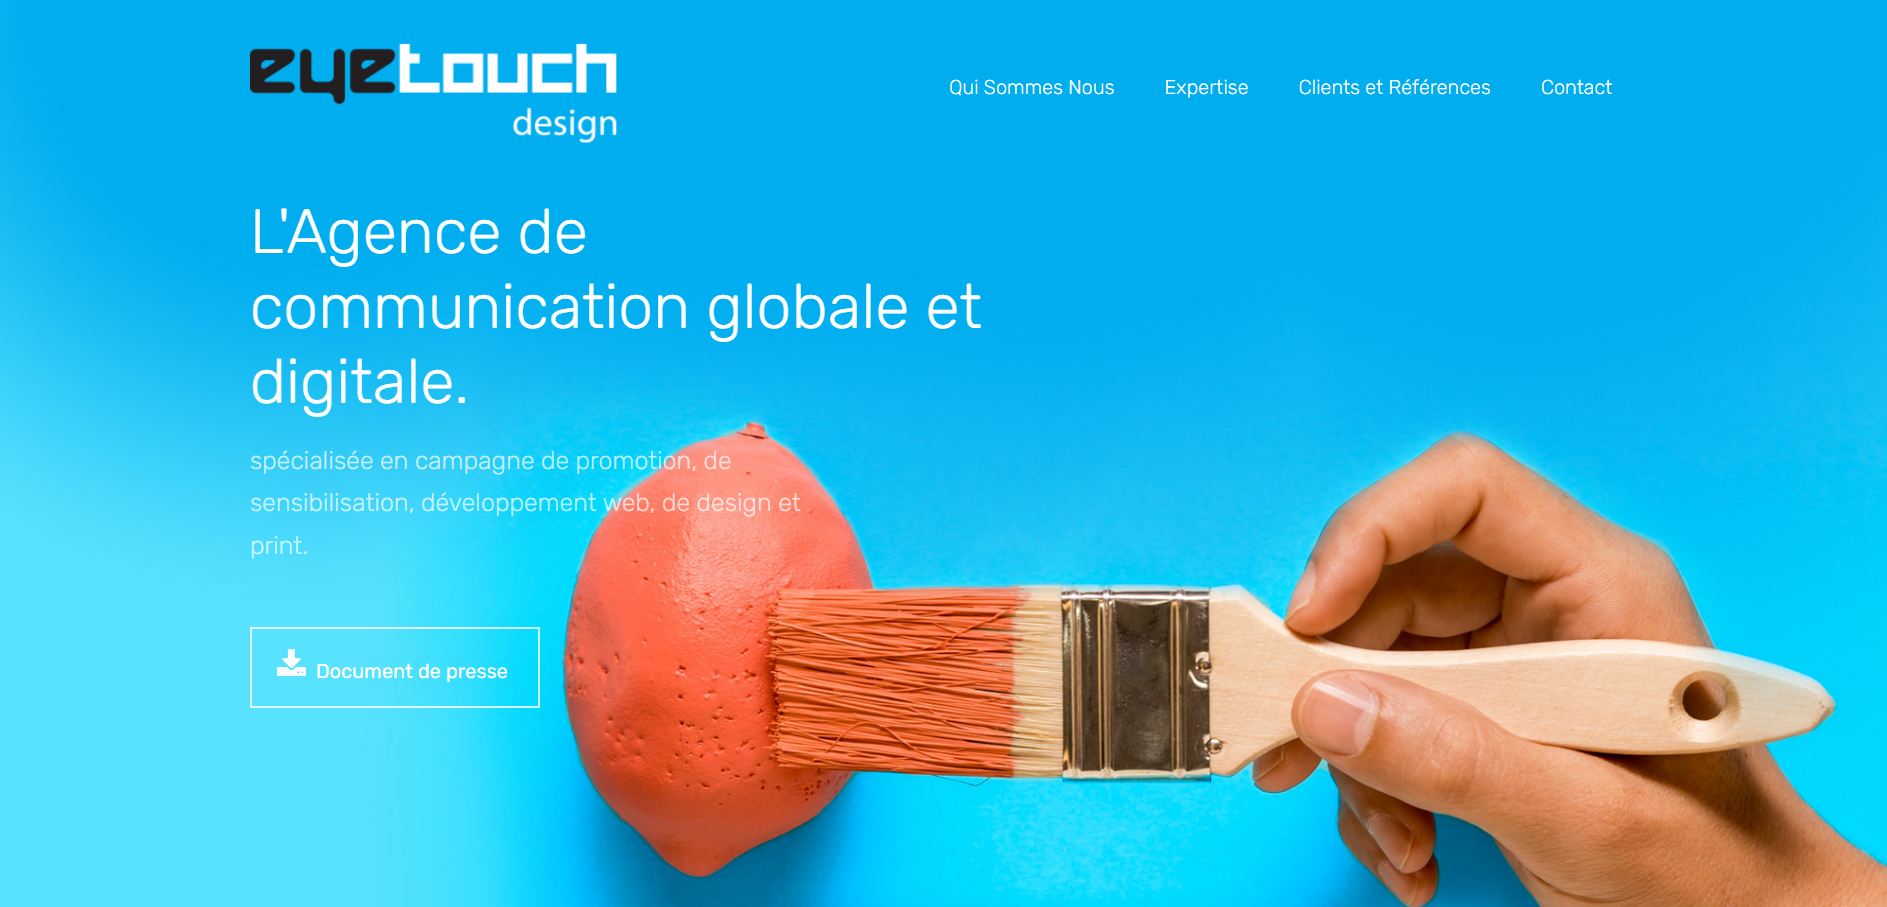 eyetouch
design
Qui Sommes Nous Expertise Clients et Références Contact
L'Agence de
communication globale et
digitale.
spécialisée en campagne de promotion, de
sensibilisation, développement web, de design et
print.
Document de presse